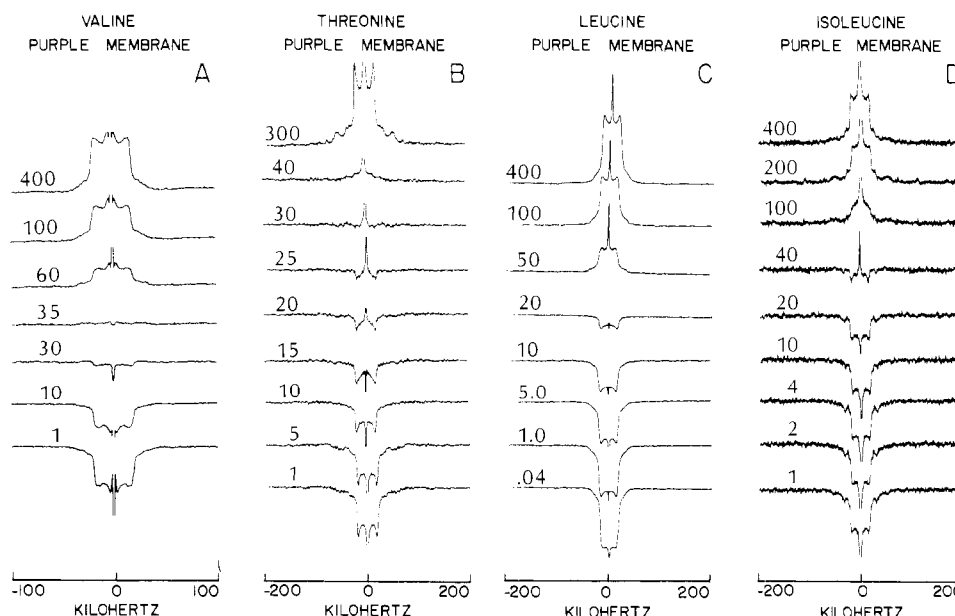 VALINE
PURPLE MEMBRANE
A
400
100
60
35
30
10
1
-100 0 100
KILOHERTZ
THREONINE
PURPLE MEMBRANE
B
300
40
30
25
20
15
10
5
1
-200 0 200
KILOHERTZ
LEUCINE
PURPLE MEMBRANE
C
400
100
50
20
10
5.0
1.0
.04
-200 0 200
KILOHERTZ
ISOLEUCINE
PURPLE MEMBRANE
D
400
200
100
40
20
10
4
2
1
-200 0 200
KILOHERTZ